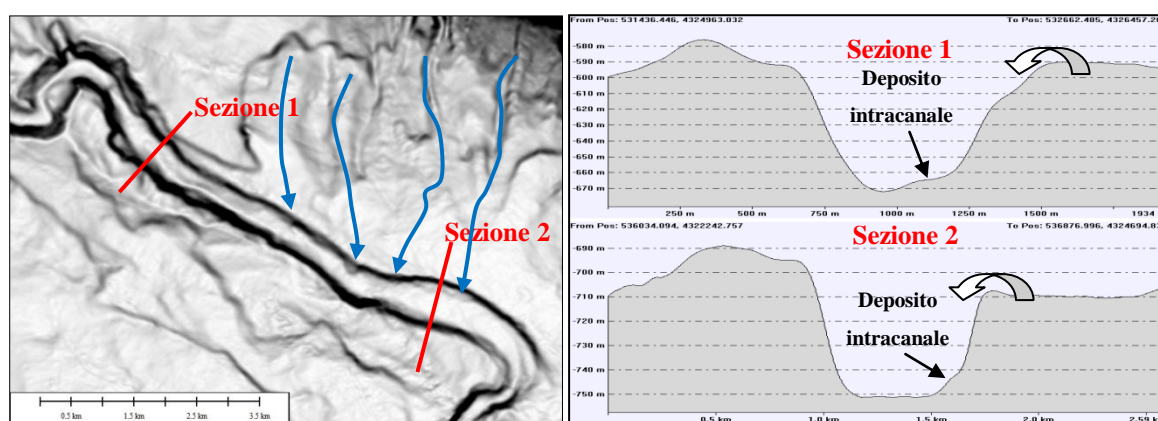 Sezione 1
Sezione 2
0.5 km 1.5 km 2.5 km 3.5 km
From Pos: 531436.446, 4324963.032 To Pos: 532662.485, 4326457.26
Sezione 1
Deposito
intracanale
-580 m
-590 m
-600 m
-610 m
-620 m
-630 m
-640 m
-650 m
-660 m
-670 m
250 m 500 m 750 m 1000 m 1250 m 1500 m 1934
From Pos: 536034.094, 4322242.757 To Pos: 536876.996, 4324694.83
Sezione 2
Deposito
intracanale
-690 m
-700 m
-710 m
-720 m
-730 m
-740 m
-750 m
0.5 km 1.0 km 1.5 km 2.0 km 2.59